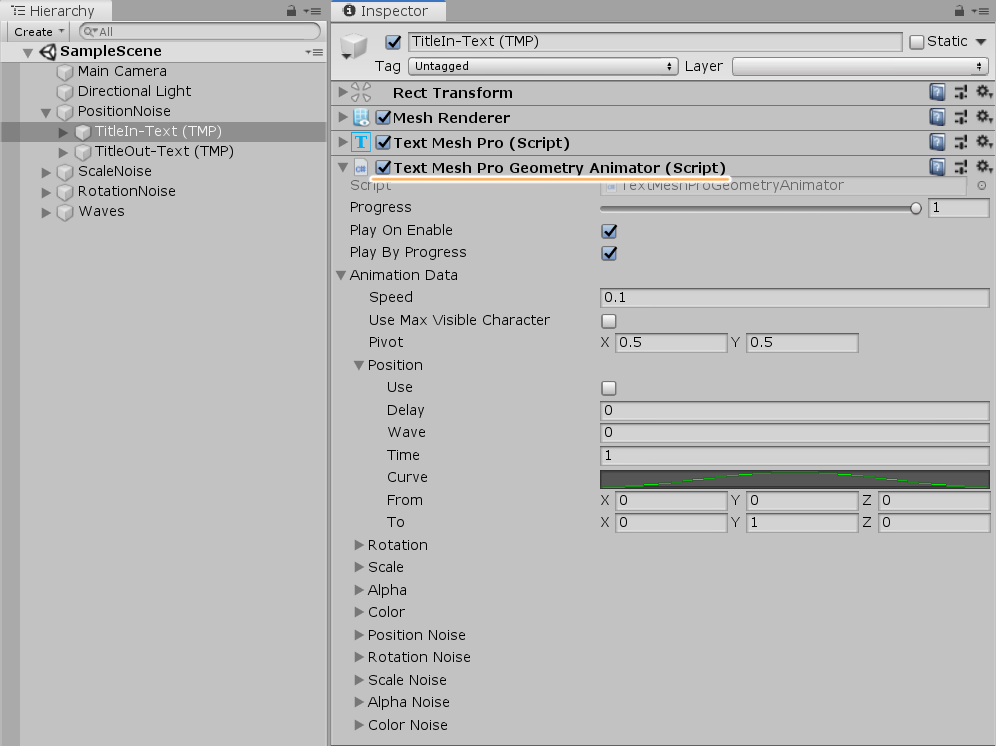 Hierarchy
Create
All
SampleScene
Main Camera
Directional Light
PositionNoise
TitleIn-Text (TMP)
TitleOut-Text (TMP)
ScaleNoise
RotationNoise
Waves
Inspector
TitleIn-Text (TMP)
Static
Tag Untagged Layer
Rect Transform
Mesh Renderer
T Text Mesh Pro (Script)
Text Mesh Pro Geometry Animator (Script)
Script TextMeshProGeometryAnimator
Progress 1
Play On Enable
Play By Progress
Animation Data
Speed 0.1
Use Max Visible Character
Pivot X 0.5 Y 0.5
Position
Use
Delay 0
Wave 0
Time 1
Curve
From X 0 Y 0 Z 0
To X 0 Y 1 Z 0
Rotation
Scale
Alpha
Color
Position Noise
Rotation Noise
Scale Noise
Alpha Noise
Color Noise